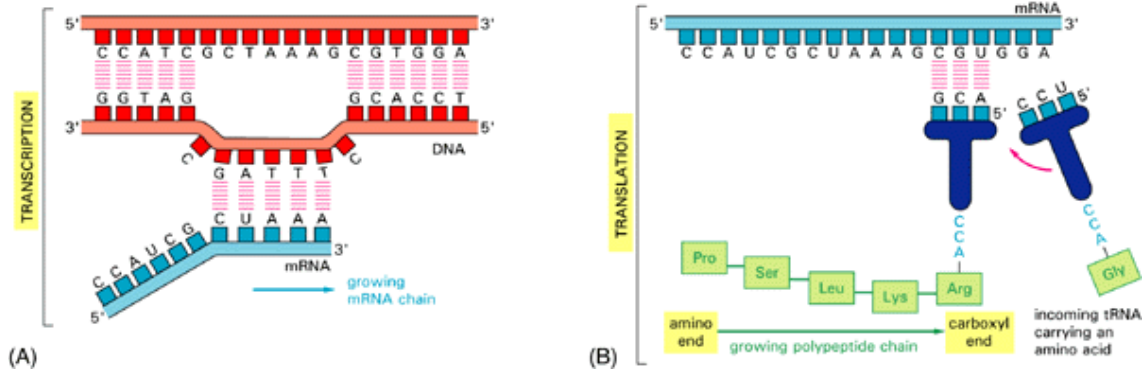 TRANSCRIPTION
5'
3'
C C A T C G C T A A A G C G T G G A
G G T A G
G C A C C T
3'
5'
DNA
C
G A T T T
C
C U A A A
3'
mRNA
C C A U C G
5'
growing
mRNA chain
(A)
TRANSLATION
mRNA
5'
3'
C C A U C G C U A A A G C G U G G A
G C A
5'
C C U
5'
C
C
A
C
C
A
Pro
Ser
Leu
Lys
Arg
Gly
amino
end
growing polypeptide chain
carboxyl
end
incoming tRNA
carrying an
amino acid
(B)